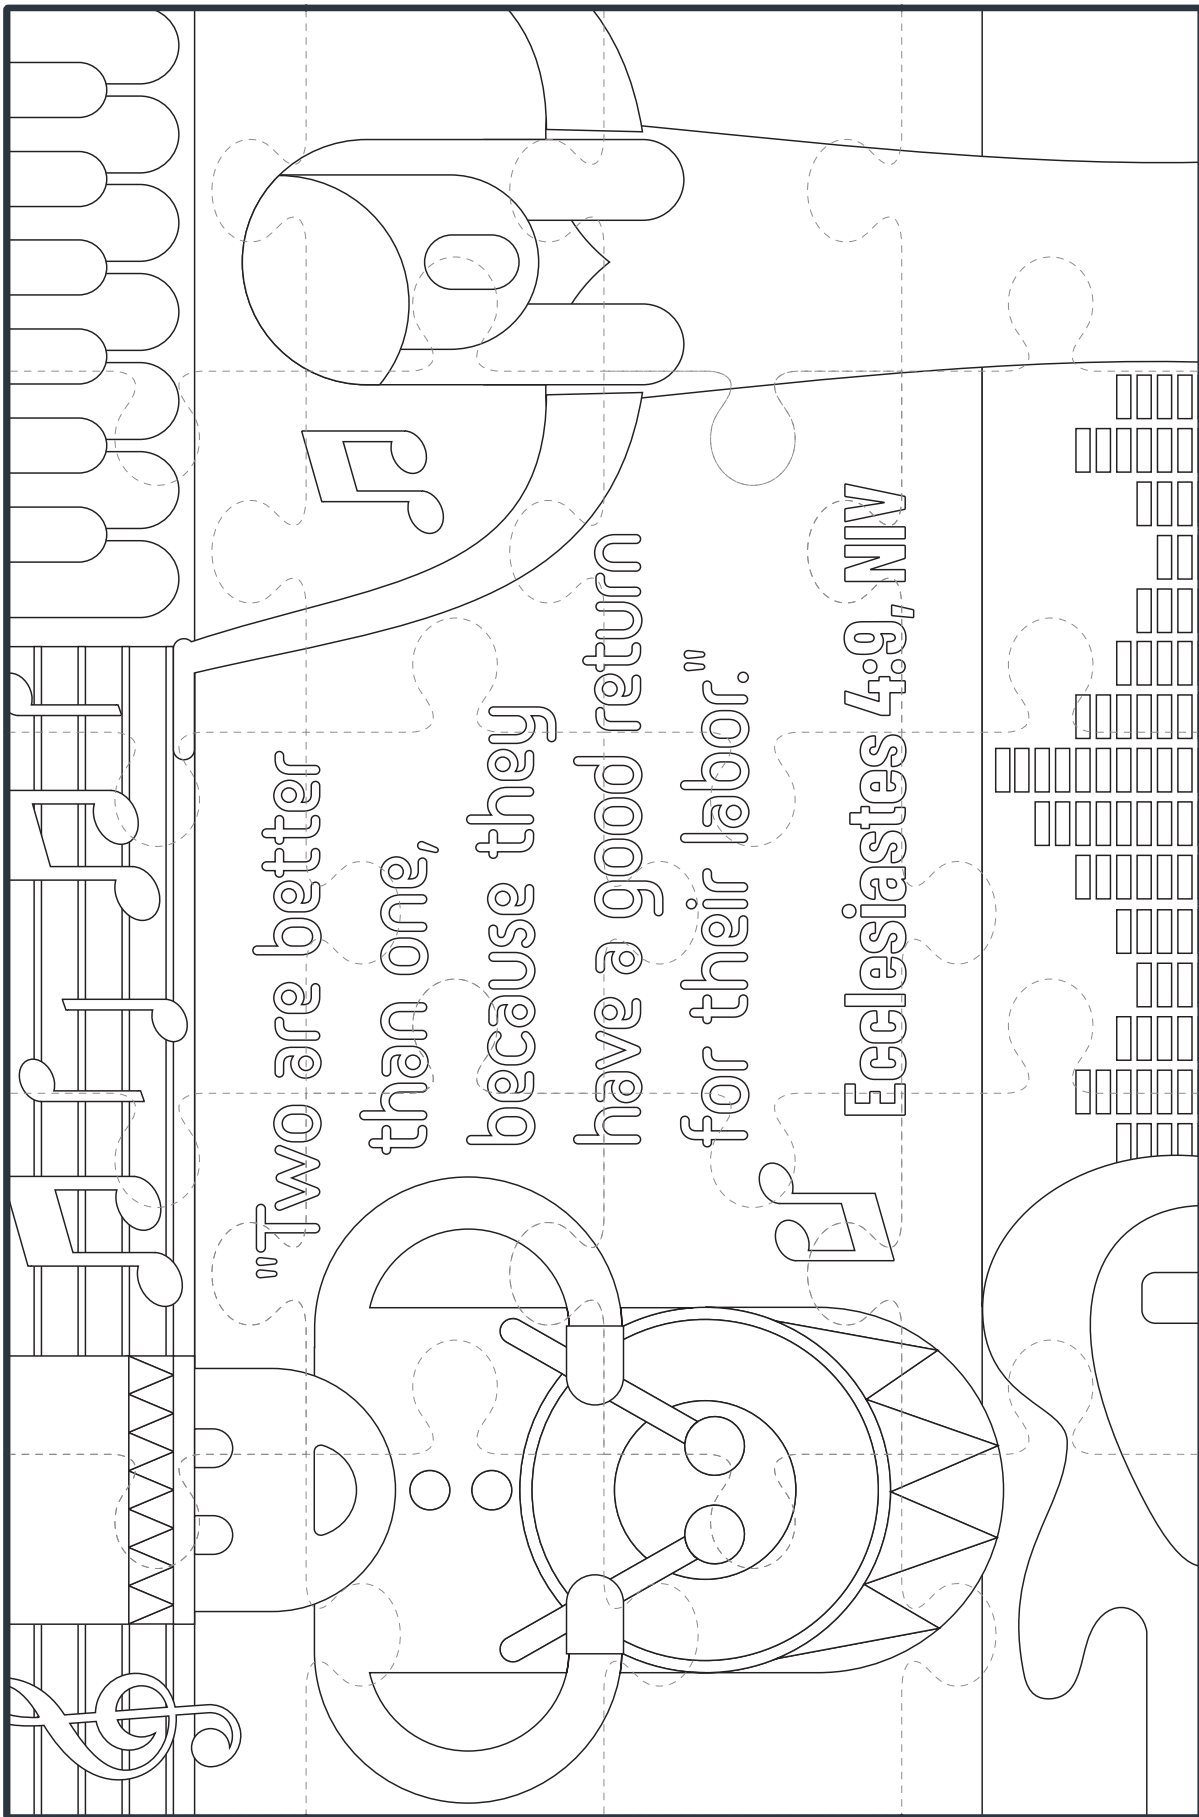 "Two are better
than one,
because they
have a good return
for their labor."
Ecclesiastes 4:9, NIV